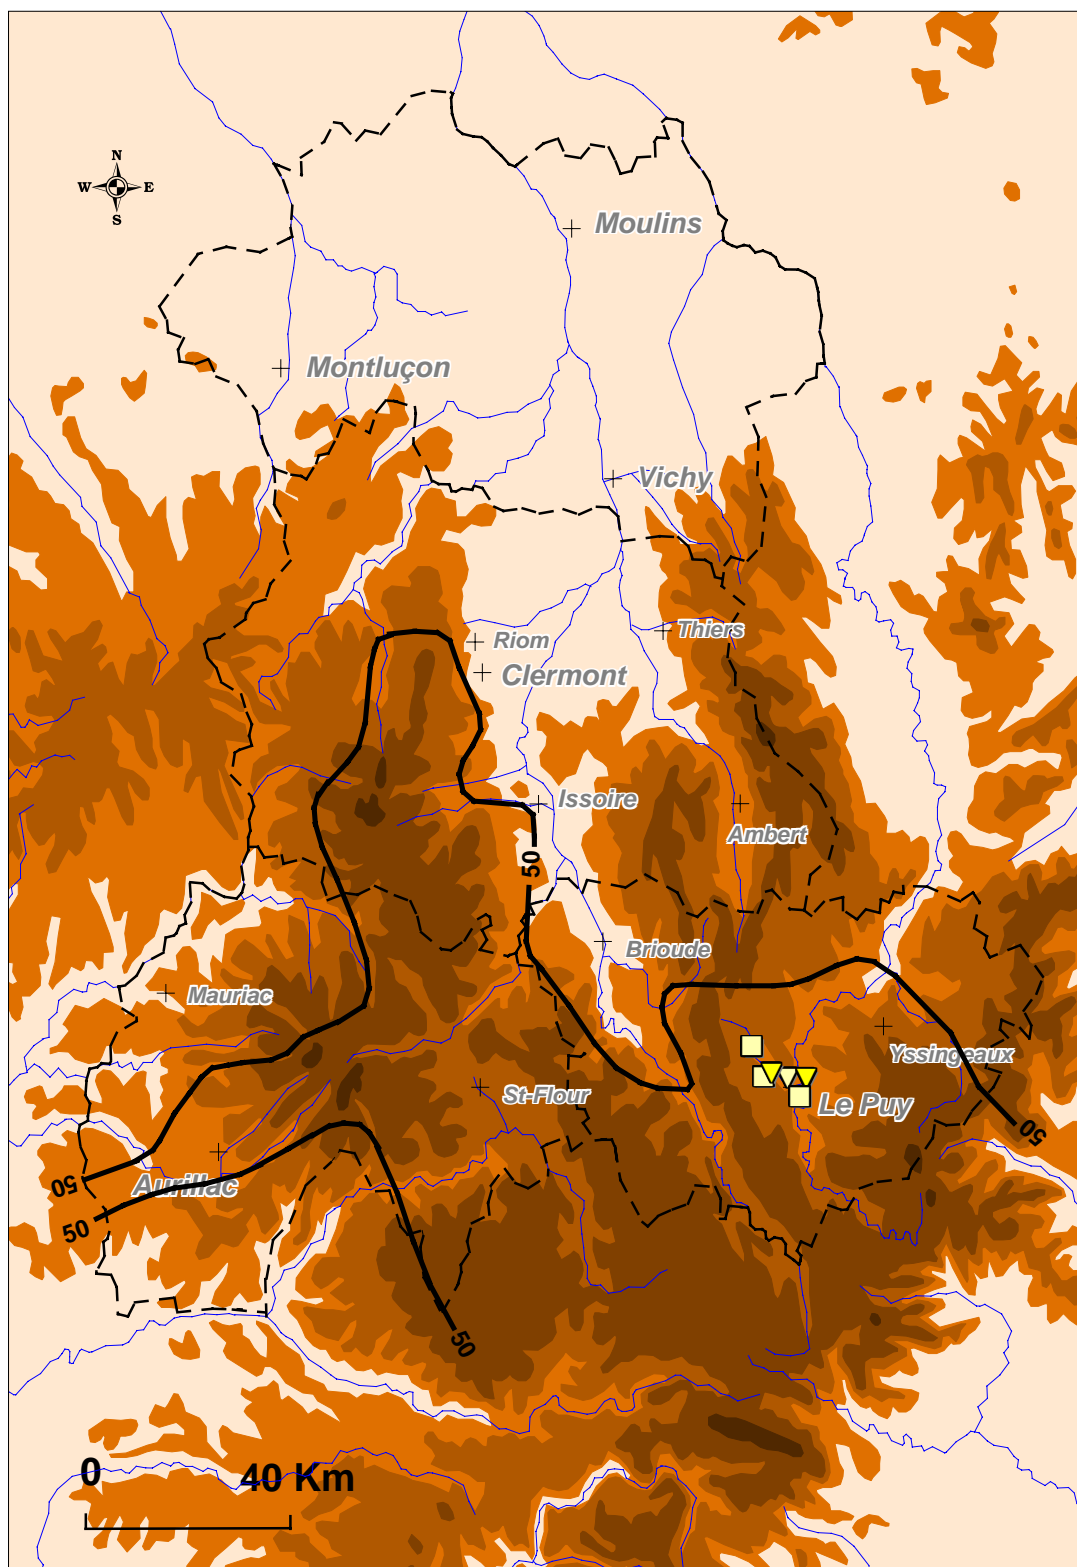 N
W E
S
Moulins
Montluçon
Vichy
Thiers
Riom
Clermont
Issoire
Ambert
50
Brioude
Mauriac
Yssingeaux
St-Flour
Le Puy
50
50
Aurillac
50
50
0 40 Km